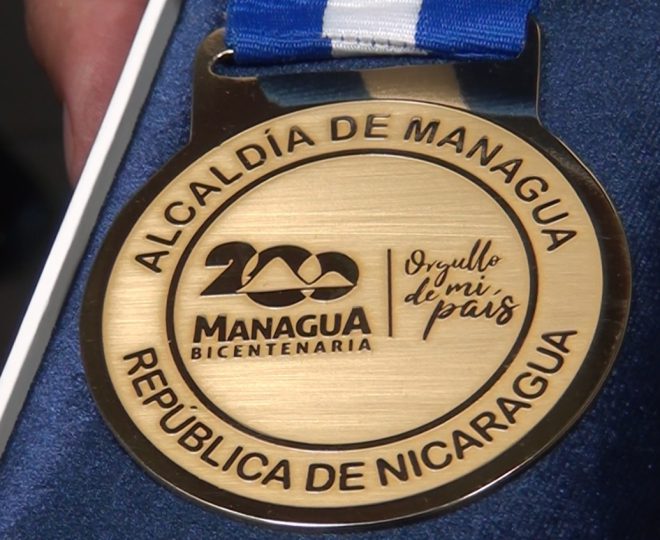 ALCALDÍA DE MANAGUA
200
MANAGUA
BICENTENARIA
Orgullo
de mi
país
REPÚBLICA DE NICARAGUA